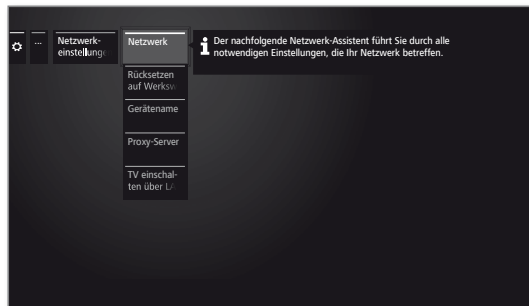 ...
Netzwerk-
einstellunge
Netzwerk
Der nachfolgende Netzwerk-Assistent führt Sie durch alle
notwendigen Einstellungen, die Ihr Netzwerk betreffen.
Rücksetzen
auf Werksw
Gerätename
Proxy-Server
TV einschal-
ten über LA